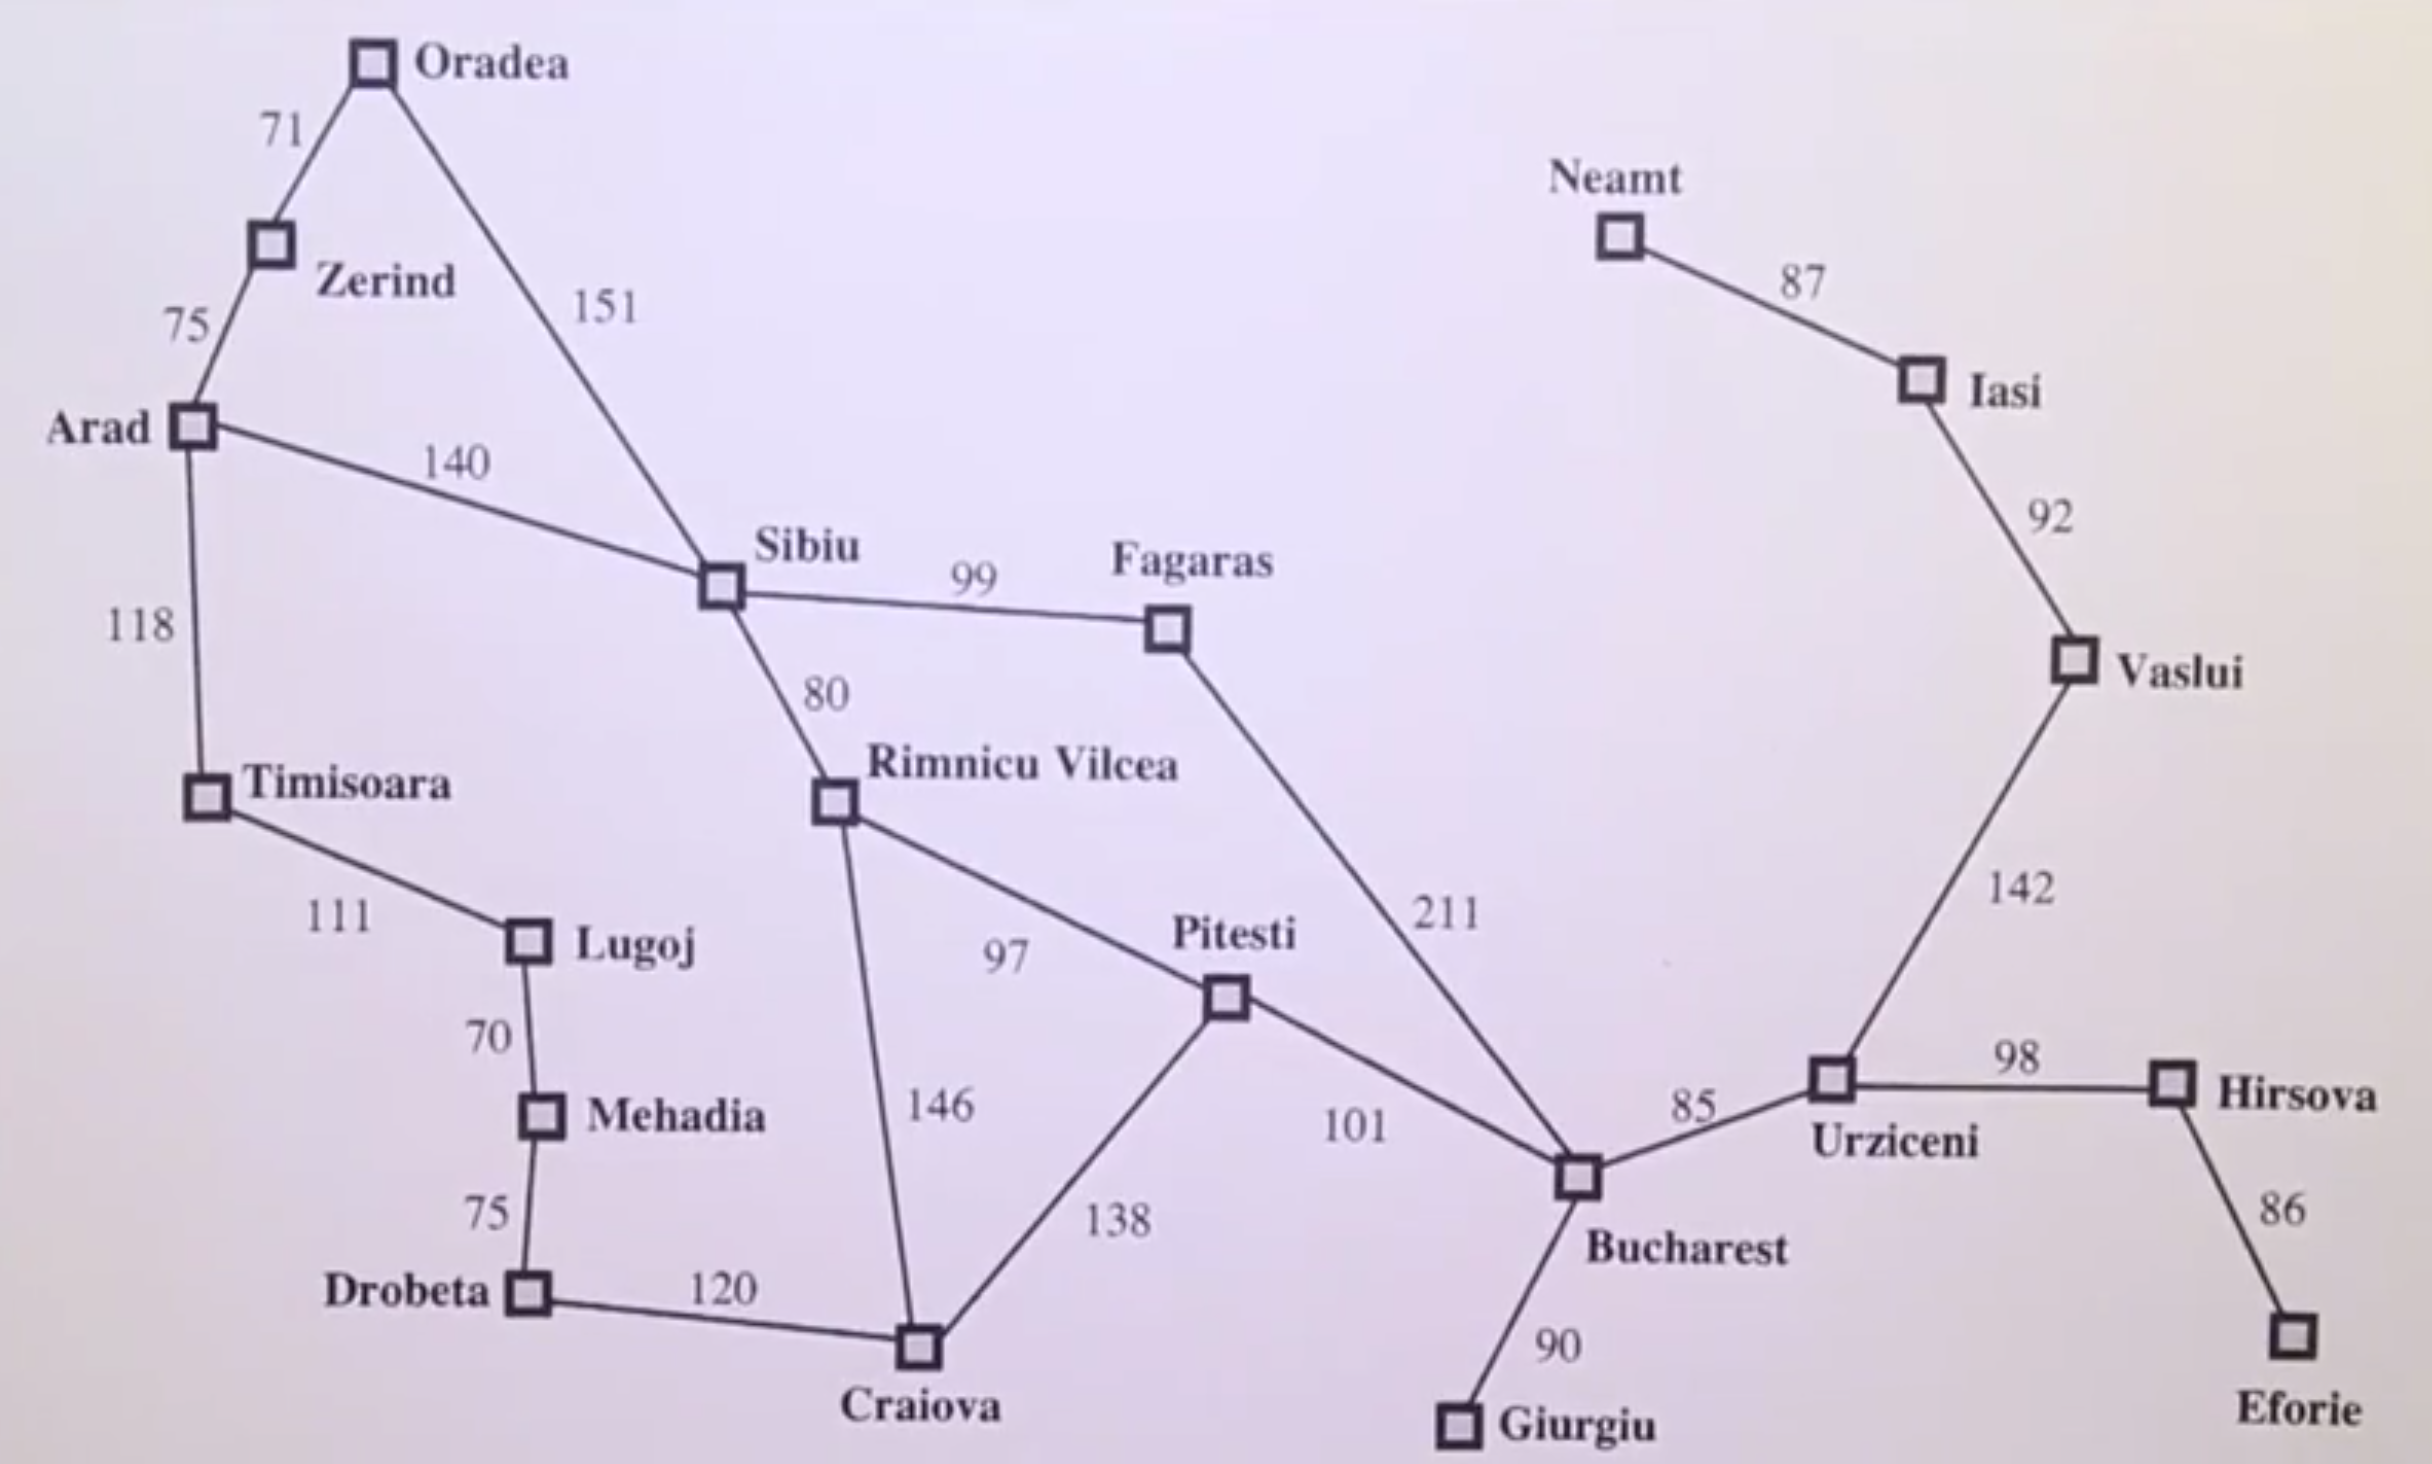 Oradea
71
Neamt
Zerind
87
151
75
Iasi
Arad
140
92
Sibiu
Fagaras
99
118
Vaslui
80
Rimnicu Vilcea
Timisoara
142
211
111
Pitesti
Lugoj
97
70
98
Hirsova
146
85
Mehadia
101
Urziceni
75
86
138
Bucharest
Drobeta
120
90
Craiova
Eforie
Giurgiu